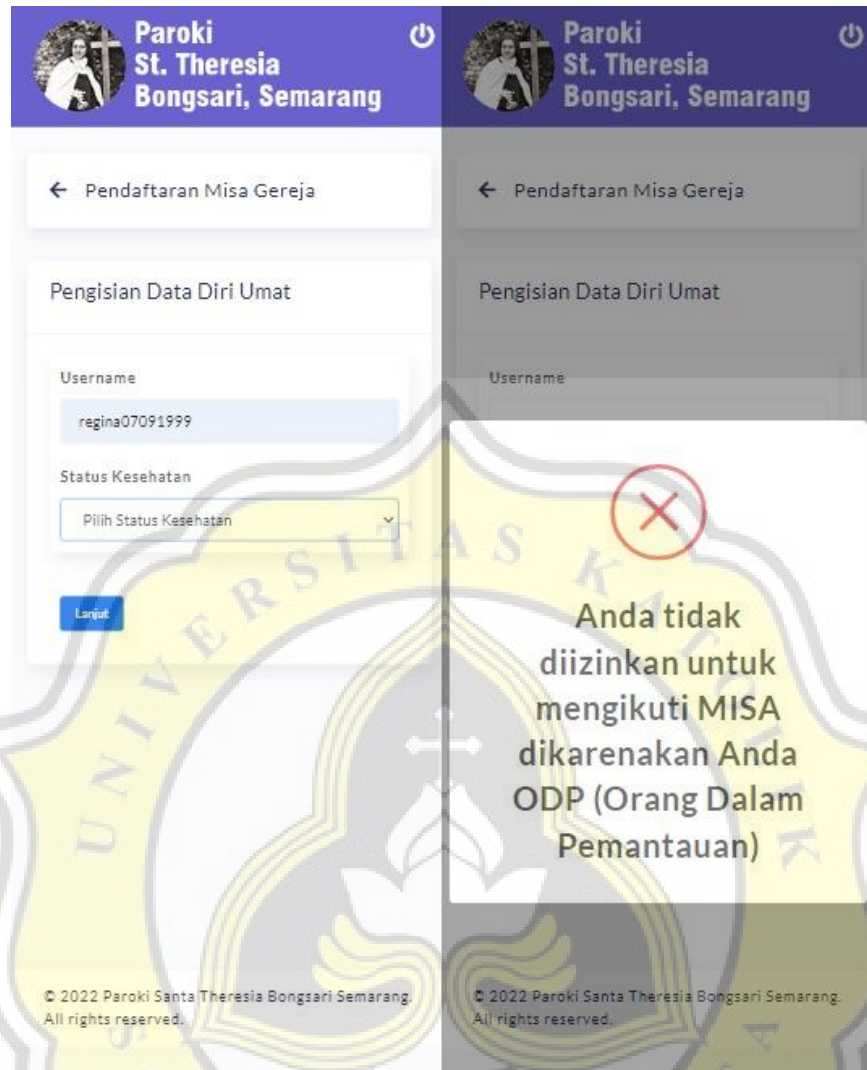 Paroki
St. Theresia
Bongsari, Semarang
← Pendaftaran Misa Gereja
Pengisian Data Diri Umat
Username
regina07091999
Status Kesehatan
Pilih Status Kesehatan
Lanjut
© 2022 Paroki Santa Theresia Bongsari Semarang.
All rights reserved.
Paroki
St. Theresia
Bongsari, Semarang
← Pendaftaran Misa Gereja
Pengisian Data Diri Umat
Username
Anda tidak
diizinkan untuk
mengikuti MISA
dikarenakan Anda
ODP (Orang Dalam
Pemantauan)
© 2022 Paroki Santa Theresia Bongsari Semarang.
All rights reserved.
UNIVERSITAS KATOLIK